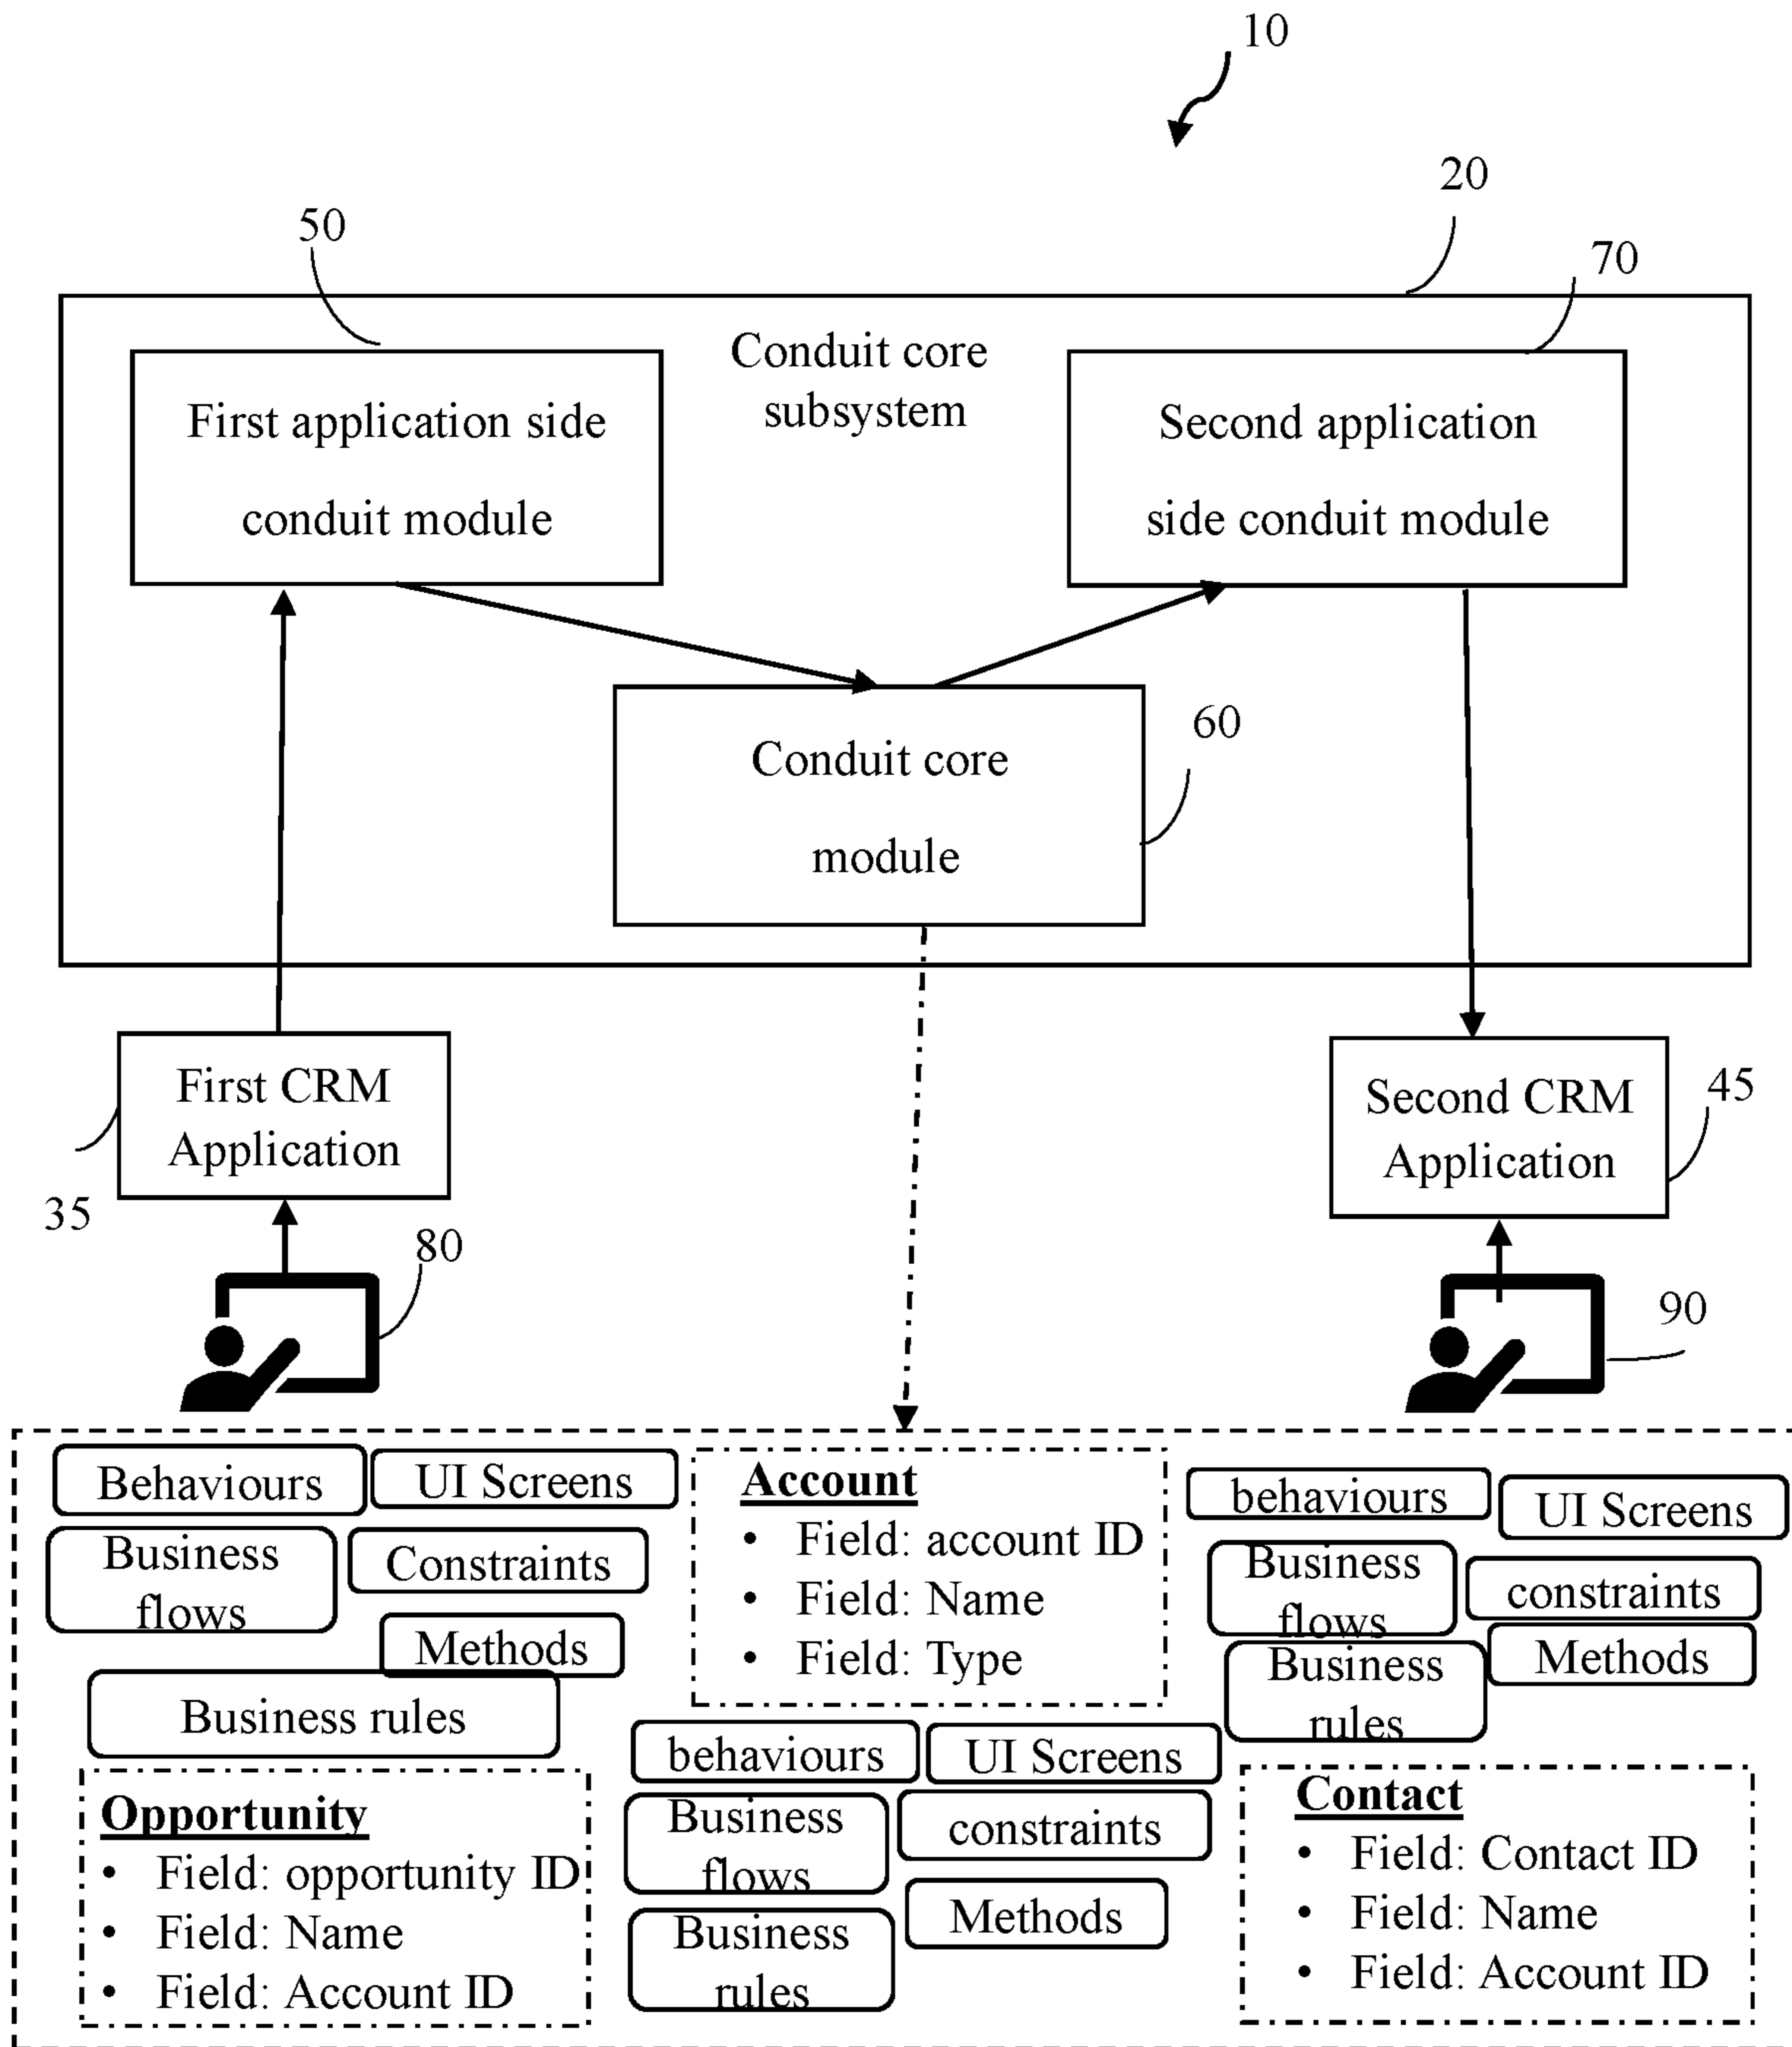 10
20
50
70
Conduit core
subsystem
First application side
conduit module
Second application
side conduit module
60
Conduit core
module
First CRM
Application
35
Second CRM
Application
45
80
90
Behaviours
UI Screens
Business
flows
Constraints
Methods
Business rules
Account
• Field: account ID
• Field: Name
• Field: Type
behaviours
UI Screens
Business
flows
constraints
Business
rules
Methods
Opportunity
• Field: opportunity ID
• Field: Name
• Field: Account ID
behaviours
UI Screens
Business
flows
constraints
Business
rules
Methods
Contact
• Field: Contact ID
• Field: Name
• Field: Account ID